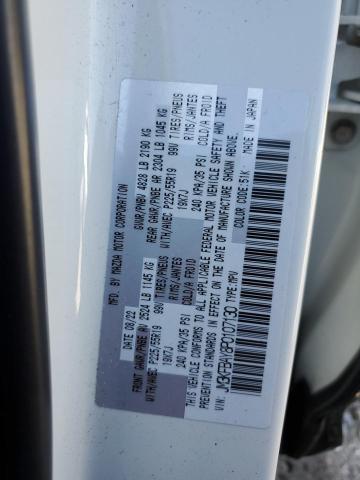 MFD. BY MAZDA MOTOR CORPORATION
DATE 08/22 GVWR/PNBV 4828 LB 2190 KG
FRONT GAWR/PNBE AV 2524 LB 1145 KG REAR GAWR/PNBE AR 2304 LB 1045 KG
WITH/AVEC P225/55R19 99V TIRES/PNEUS WITH/AVEC P225/55R19 99V TIRES/PNEUS
19X7J RIMS/JANTES 19X7J RIMS/JANTES
240 KPA/35 PSI COLD/A FROID 240 KPA/35 PSI COLD/A FROID
THIS VEHICLE CONFORMS TO ALL APPLICABLE FEDERAL MOTOR VEHICLE SAFETY AND THEFT
PREVENTION STANDARDS IN EFFECT ON THE DATE OF MANUFACTURE SHOWN ABOVE.
VIN: TYPE:MPV COLOR CODE: 51K MADE IN JAPAN